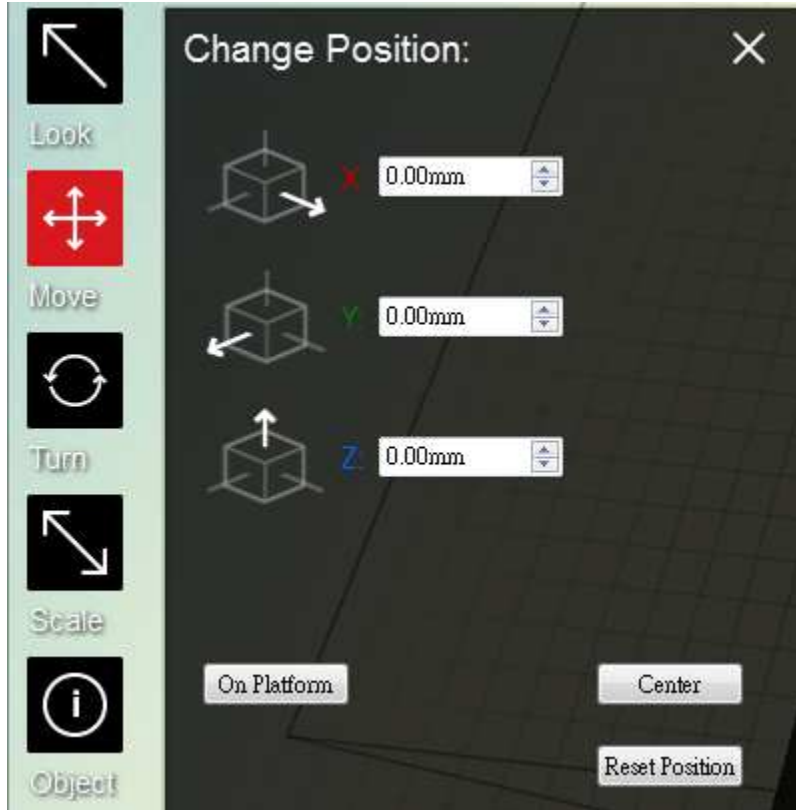 Look
Move
Turn
Scale
Object
Change Position:
X: 0.00mm
Y: 0.00mm
Z: 0.00mm
On Platform
Center
Reset Position